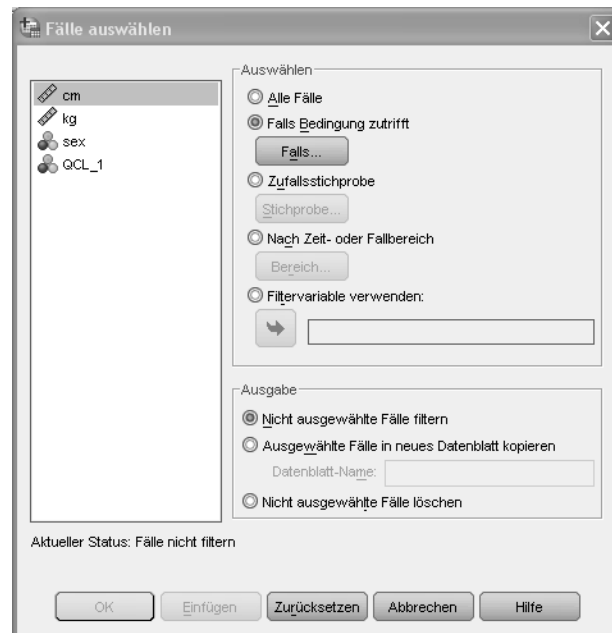 Fälle auswählen
cm
kg
sex
QCL_1
Auswählen
Alle Fälle
Falls Bedingung zutrifft
Falls...
Zufallsstichprobe
Stichprobe...
Nach Zeit- oder Fallbereich
Bereich...
Filtervariable verwenden:
Ausgabe
Nicht ausgewählte Fälle filtern
Ausgewählte Fälle in neues Datenblatt kopieren
Datenblatt-Name:
Nicht ausgewählte Fälle löschen
Aktueller Status: Fälle nicht filtern
OK Einfügen Zurücksetzen Abbrechen Hilfe